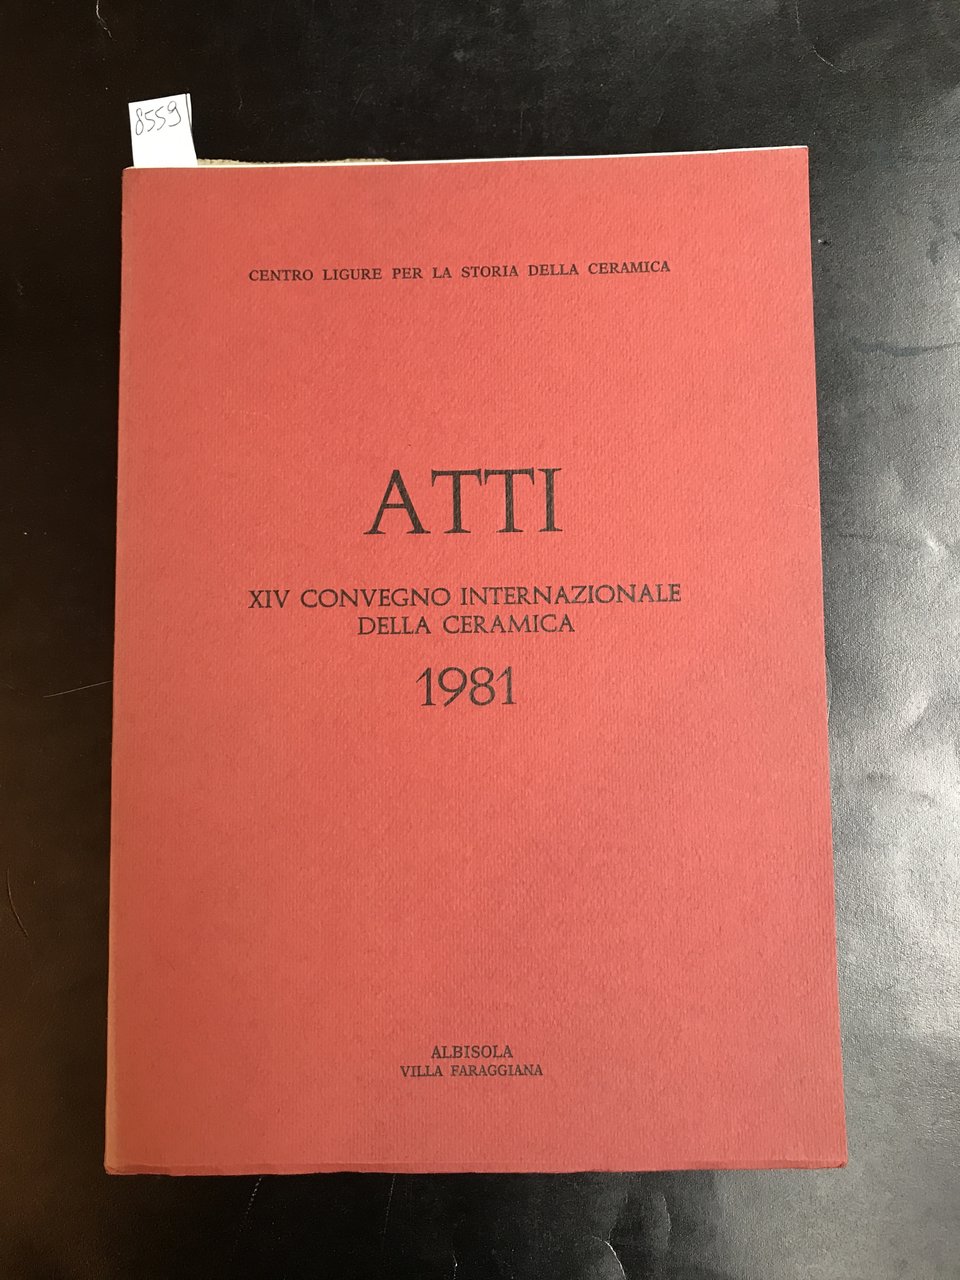 8559
CENTRO LIGURE PER LA STORIA DELLA CERAMICA
ATTI
XIV CONVEGNO INTERNAZIONALE
DELLA CERAMICA
1981
ALBISOLA
VILLA FARAGGIANA